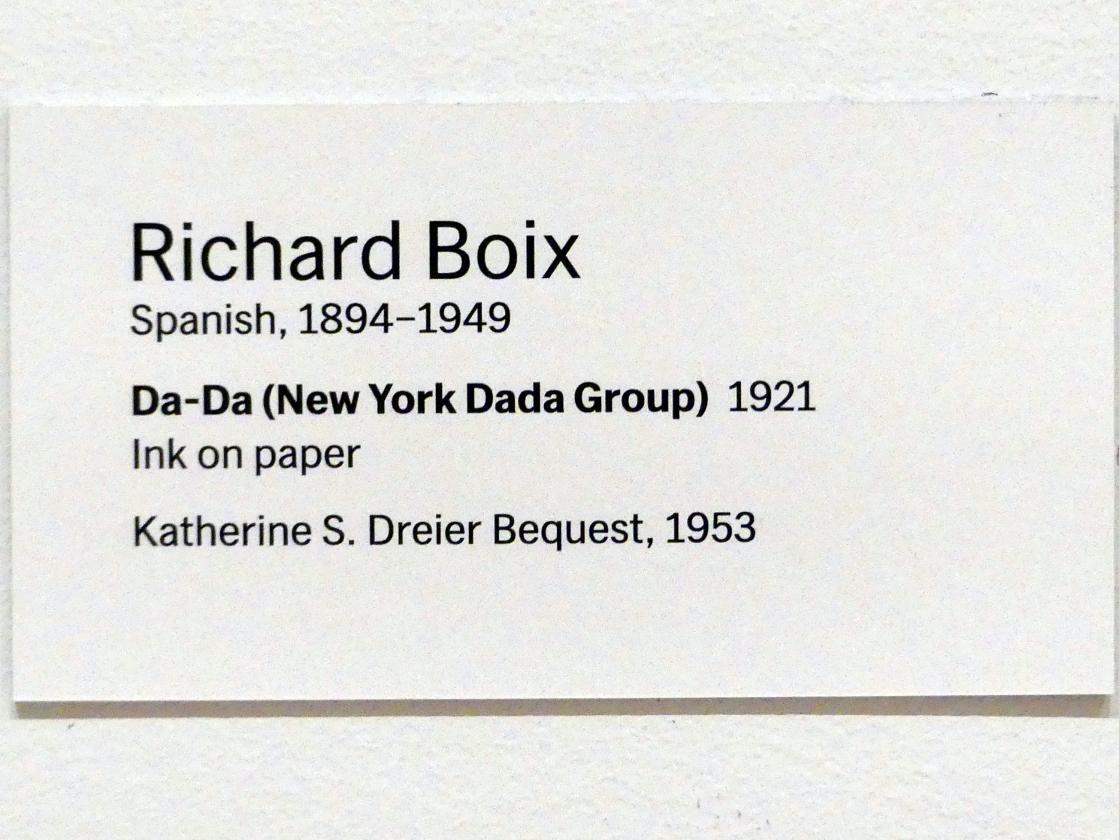 Richard Boix
Spanish, 1894–1949
Da-Da (New York Dada Group) 1921
Ink on paper
Katherine S. Dreier Bequest, 1953